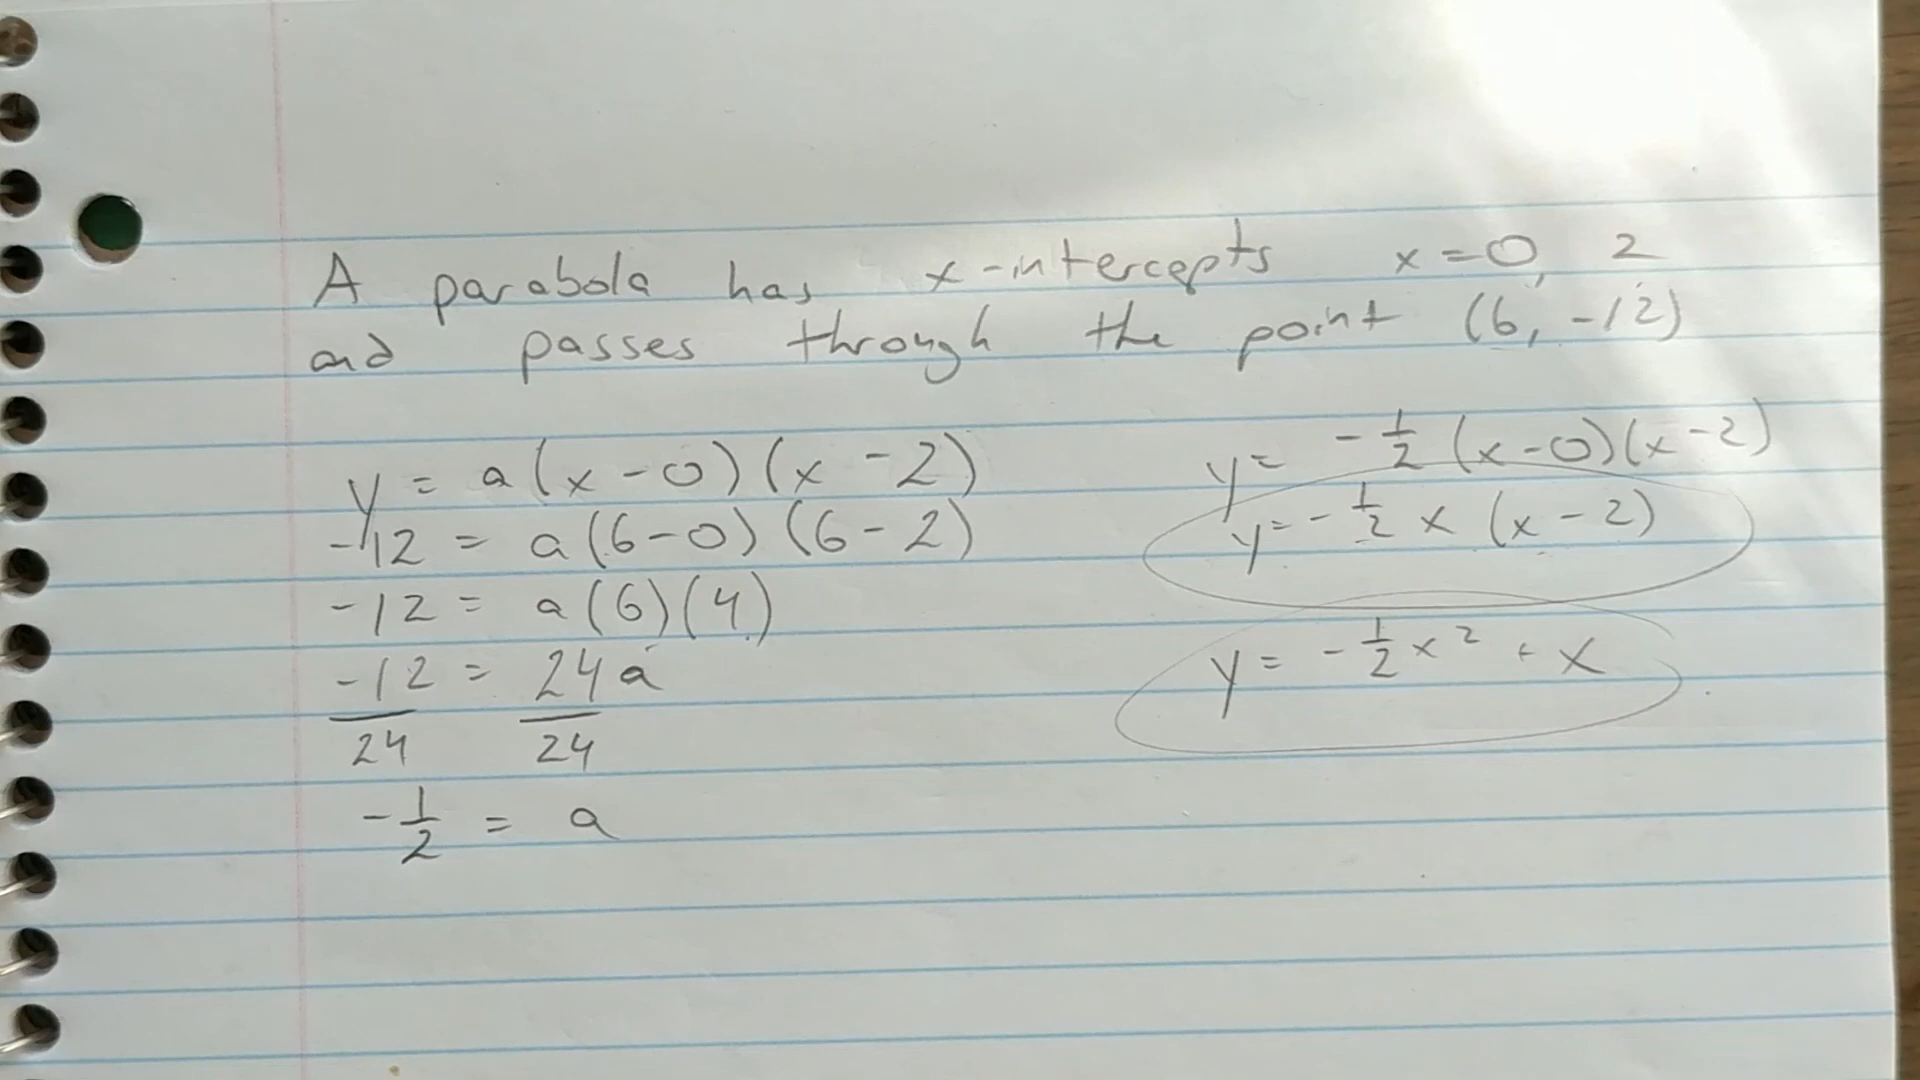 A parabola has x-intercepts x=0, 2
and passes through the point (6, -12)
y = a(x-0)(x-2)
-12 = a(6-0)(6-2)
-12 = a(6)(4)
-12 = 24a
24 24
-1/2 = a
y = -1/2 (x-0)(x-2)
y = -1/2 x (x-2)
y = -1/2 x² + x